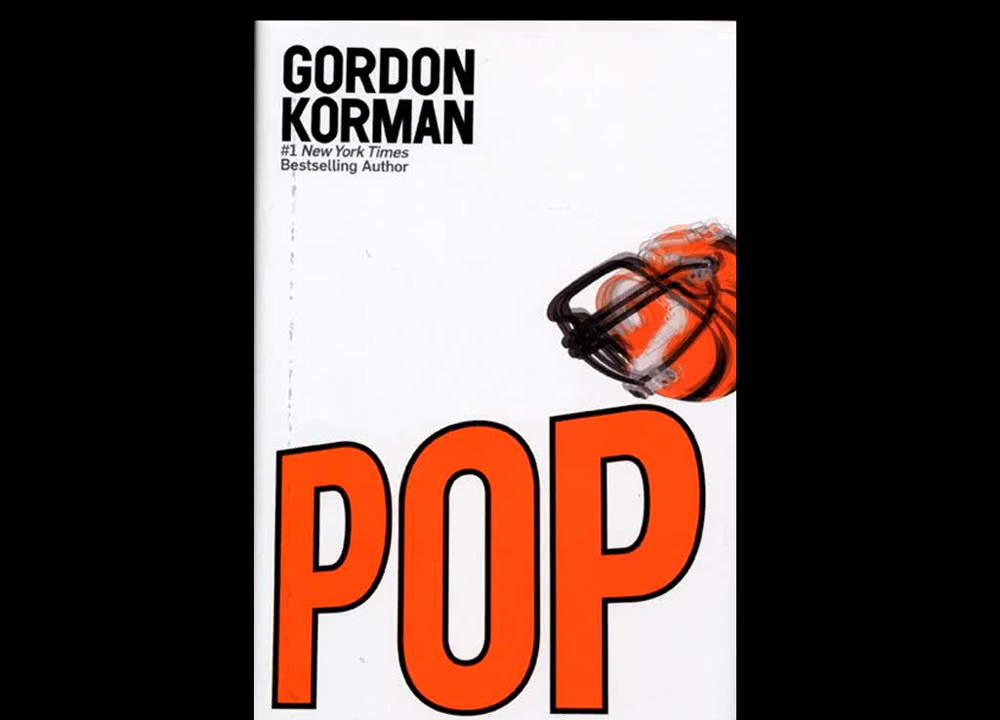 GORDON
KORMAN
#1 New York Times
Bestselling Author
POP